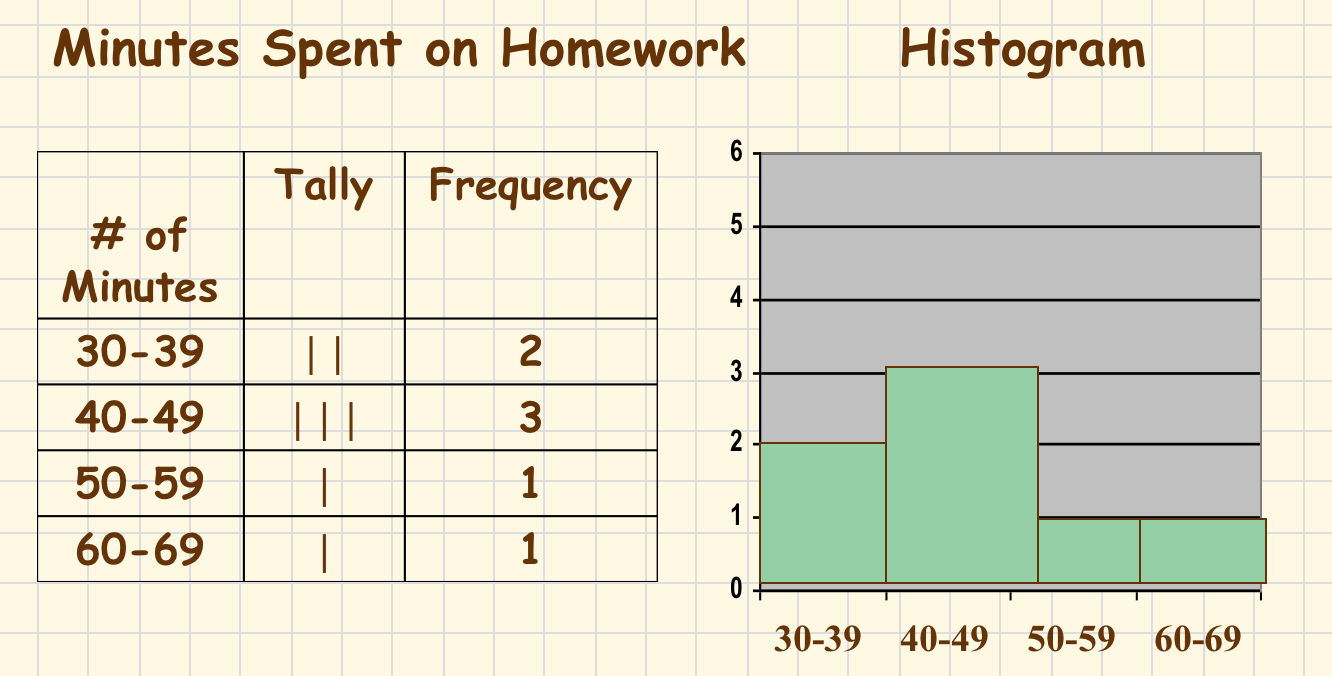 Minutes Spent on Homework
Histogram
Tally Frequency
# of
Minutes
30-39 || 2
40-49 ||| 3
50-59 | 1
60-69 | 1
6
5
4
3
2
1
0
30-39 40-49 50-59 60-69